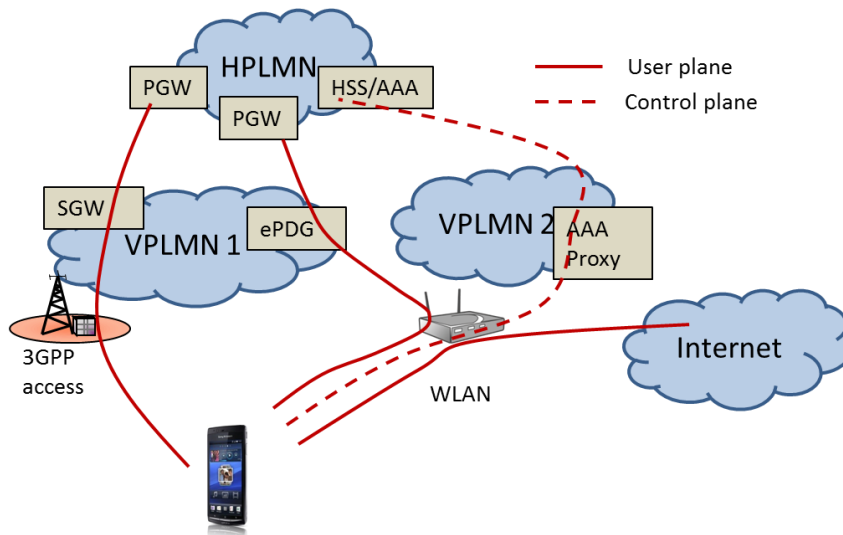 HPLMN
PGW
HSS/AAA
PGW
User plane
Control plane
SGW
VPLMN 1
ePDG
VPLMN 2
AAA
Proxy
3GPP
access
WLAN
Internet